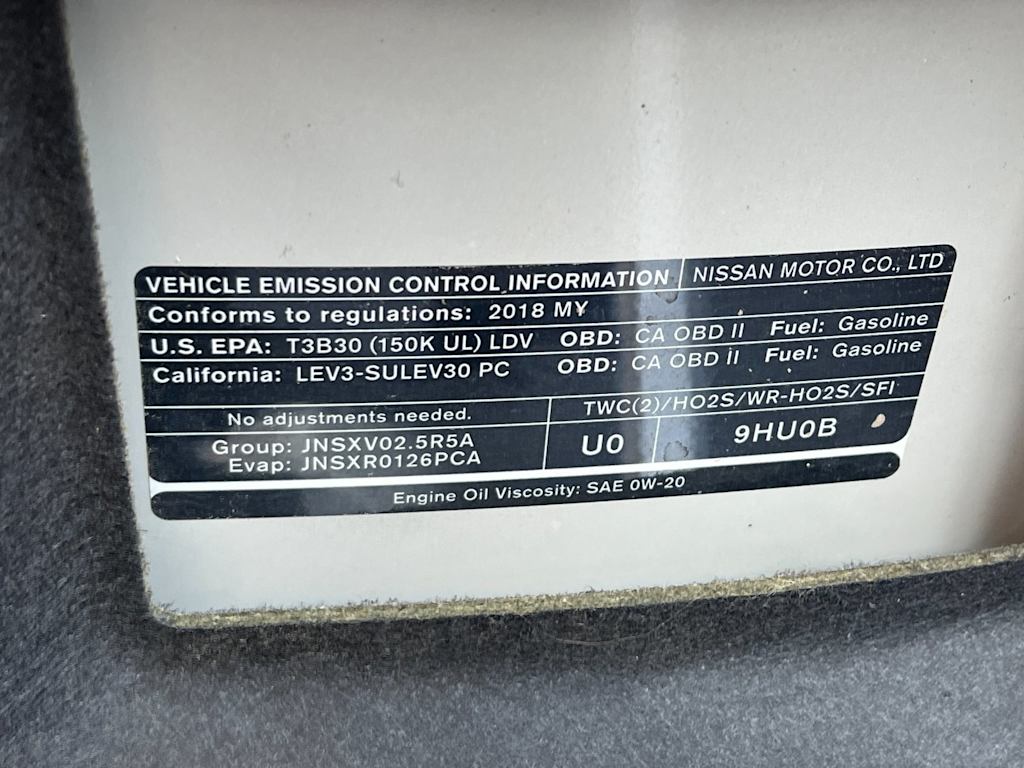 VEHICLE EMISSION CONTROL INFORMATION NISSAN MOTOR CO., LTD
Conforms to regulations: 2018 MY
U.S. EPA: T3B30 (150K UL) LDV OBD: CA OBD II Fuel: Gasoline
California: LEV3-SULEV30 PC OBD: CA OBD II Fuel: Gasoline
No adjustments needed. TWC(2)/HO2S/WR-HO2S/SFI
Group: JNSXV02.5R5A
Evap: JNSXR0126PCA
U0 9HU0B
Engine Oil Viscosity: SAE 0W-20